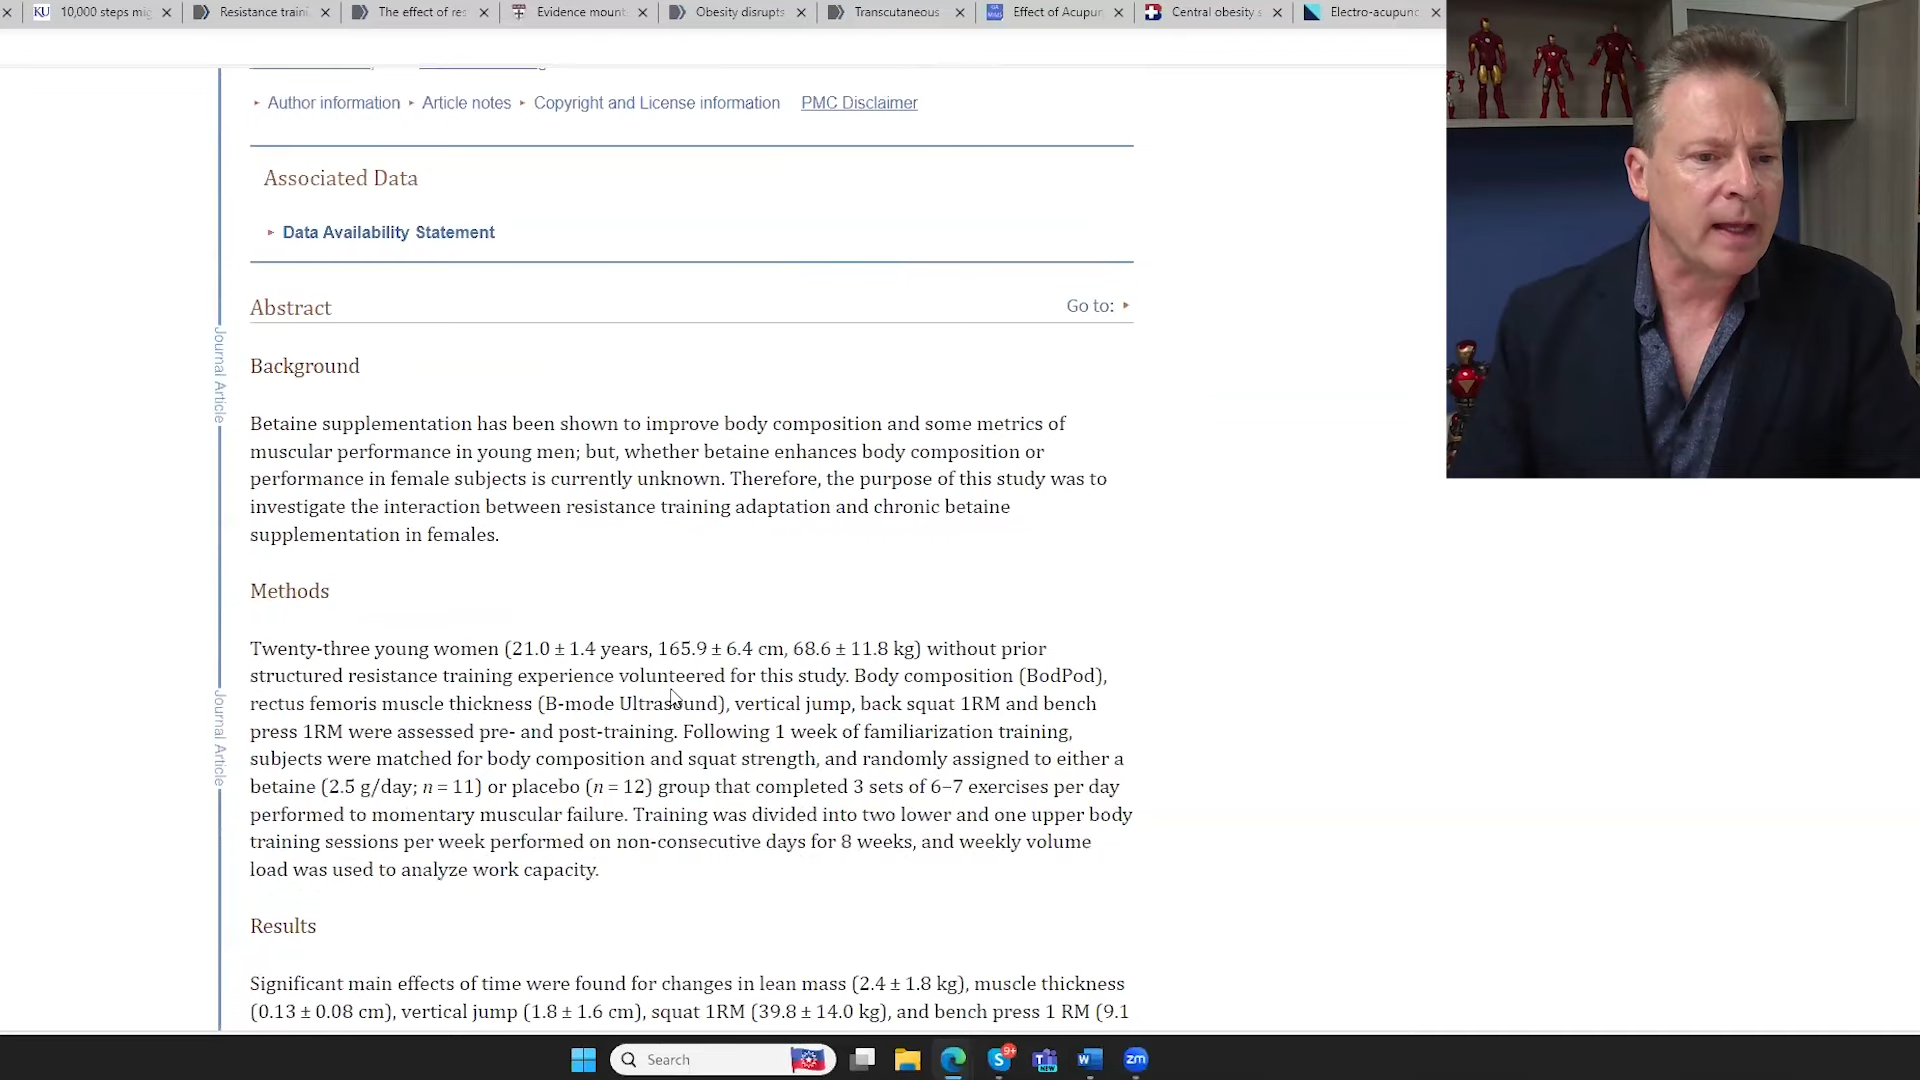 10,000 steps mig
Resistance traini
The effect of res
Evidence mount
Obesity disrupts
Transcutaneous
Effect of Acupun
Central obesity s
Electro-acupunc
Author information
Article notes
Copyright and License information
PMC Disclaimer
Associated Data
Data Availability Statement
Abstract
Go to:
Background
Betaine supplementation has been shown to improve body composition and some metrics of
muscular performance in young men; but, whether betaine enhances body composition or
performance in female subjects is currently unknown. Therefore, the purpose of this study was to
investigate the interaction between resistance training adaptation and chronic betaine
supplementation in females.
Methods
Twenty-three young women (21.0 ± 1.4 years, 165.9 ± 6.4 cm, 68.6 ± 11.8 kg) without prior
structured resistance training experience volunteered for this study. Body composition (BodPod),
rectus femoris muscle thickness (B-mode Ultrasound), vertical jump, back squat 1RM and bench
press 1RM were assessed pre- and post-training. Following 1 week of familiarization training,
subjects were matched for body composition and squat strength, and randomly assigned to either a
betaine (2.5 g/day; n = 11) or placebo (n = 12) group that completed 3 sets of 6–7 exercises per day
performed to momentary muscular failure. Training was divided into two lower and one upper body
training sessions per week performed on non-consecutive days for 8 weeks, and weekly volume
load was used to analyze work capacity.
Results
Significant main effects of time were found for changes in lean mass (2.4 ± 1.8 kg), muscle thickness
(0.13 ± 0.08 cm), vertical jump (1.8 ± 1.6 cm), squat 1RM (39.8 ± 14.0 kg), and bench press 1 RM (9.1
Journal Article
Journal Article
Search
9+
NEW
zm